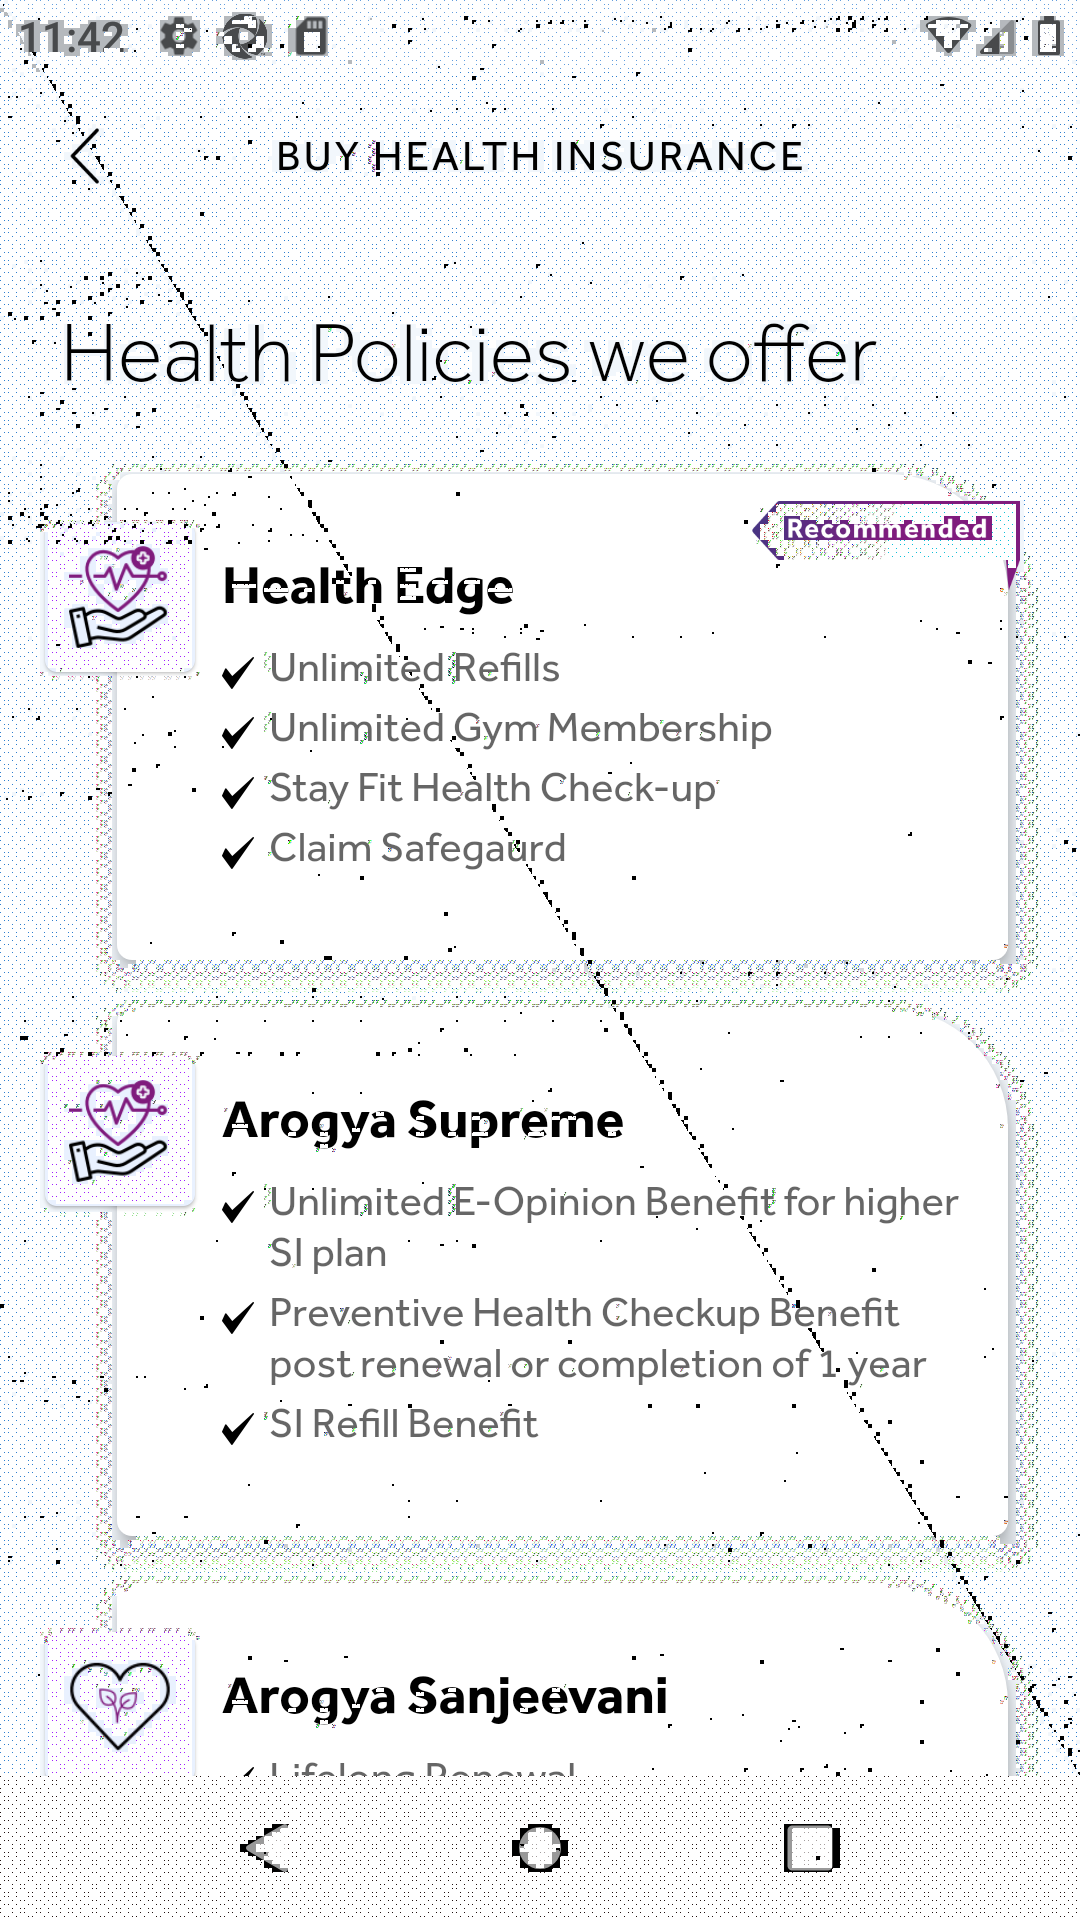 11:42
BUY HEALTH INSURANCE
Health Policies we offer
Recommended
Health Edge
Unlimited Refills
Unlimited Gym Membership
Stay Fit Health Check-up
Claim Safegaurd
Arogya Supreme
Unlimited E-Opinion Benefit for higher
SI plan
Preventive Health Checkup Benefit
post renewal or completion of 1 year
SI Refill Benefit
Arogya Sanjeevani
Lifelong Renewal